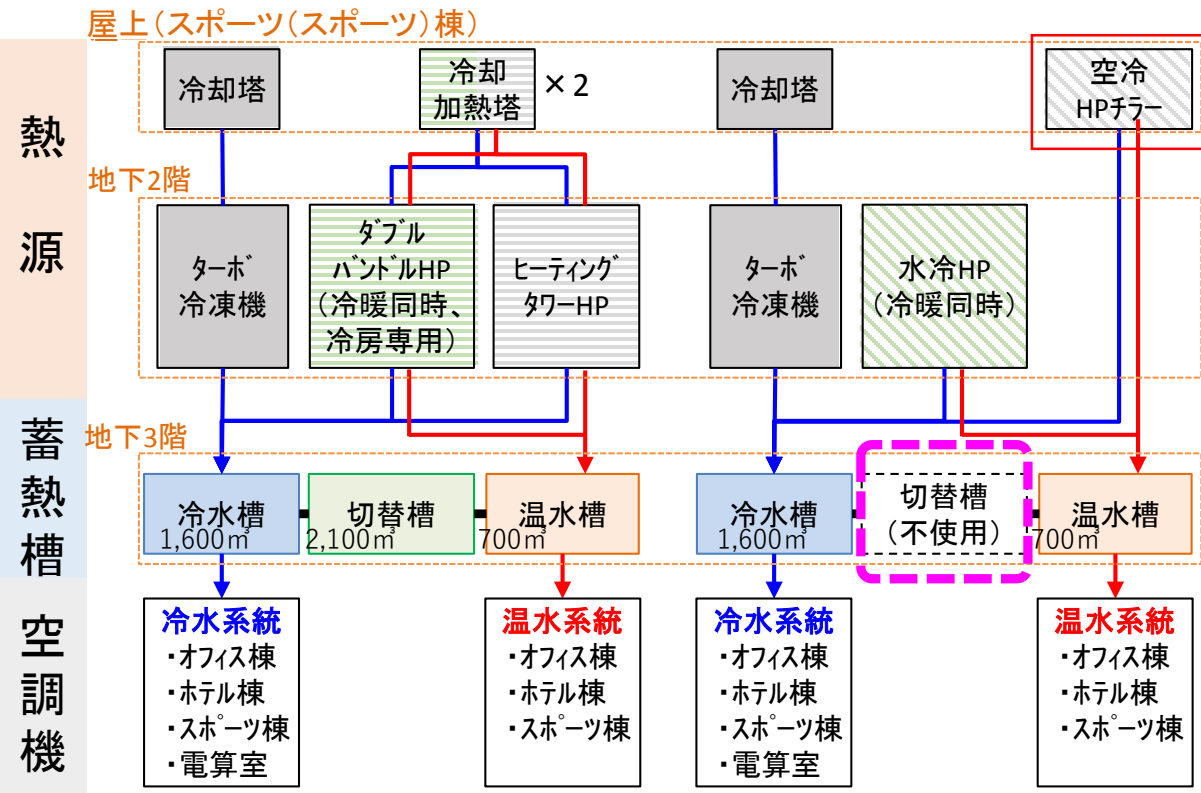 屋上（スポーツ(スポーツ)棟）
熱
源
冷却塔
冷却
加熱塔
×2
冷却塔
空冷
HPﾁﾗｰ
地下2階
ﾀｰﾎﾞ
冷凍機
ﾀﾞﾌﾞﾙ
ﾊﾞﾝﾄﾞﾙHP
（冷暖同時、
冷房専用）
ﾋｰﾃｨﾝｸﾞ
ﾀﾜｰHP
ﾀｰﾎﾞ
冷凍機
水冷HP
（冷暖同時）
蓄
熱
槽
地下3階
冷水槽
1,600㎥
切替槽
2,100㎥
温水槽
700㎥
冷水槽
1,600㎥
切替槽
（不使用）
温水槽
700㎥
空
調
機
冷水系統
・ｵﾌｨｽ棟
・ﾎﾃﾙ棟
・ｽﾎﾟｰﾂ棟
・電算室
温水系統
・ｵﾌｨｽ棟
・ﾎﾃﾙ棟
・ｽﾎﾟｰﾂ棟
冷水系統
・ｵﾌｨｽ棟
・ﾎﾃﾙ棟
・ｽﾎﾟｰﾂ棟
・電算室
温水系統
・ｵﾌｨｽ棟
・ﾎﾃﾙ棟
・ｽﾎﾟｰﾂ棟